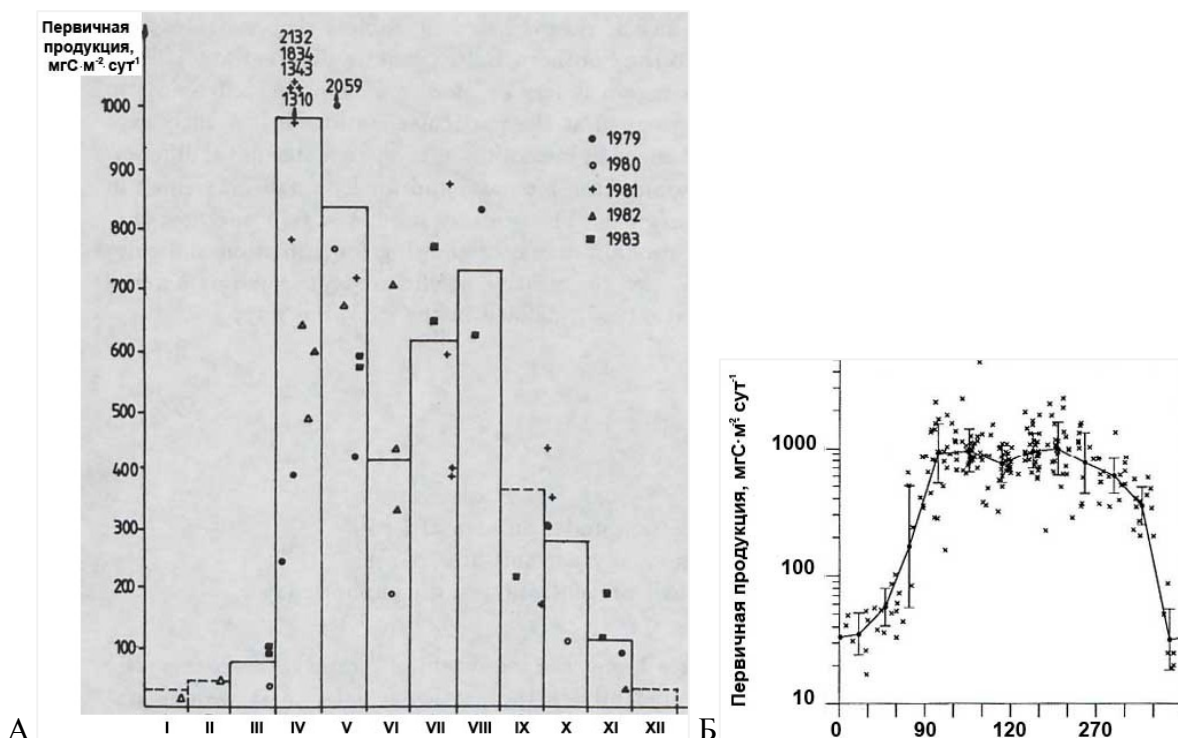 Первичная
продукция,
мгС·м⁻² сут¹
2132
1834
1343
1310
2059
1000
900
800
700
600
500
400
300
200
100
1979
1980
1981
1982
1983
I II III IV V VI VII VIII IX X XI XII
А
Первичная продукция, мгС·м⁻² сут⁻¹
1000
100
10
0 90 120 270
Б